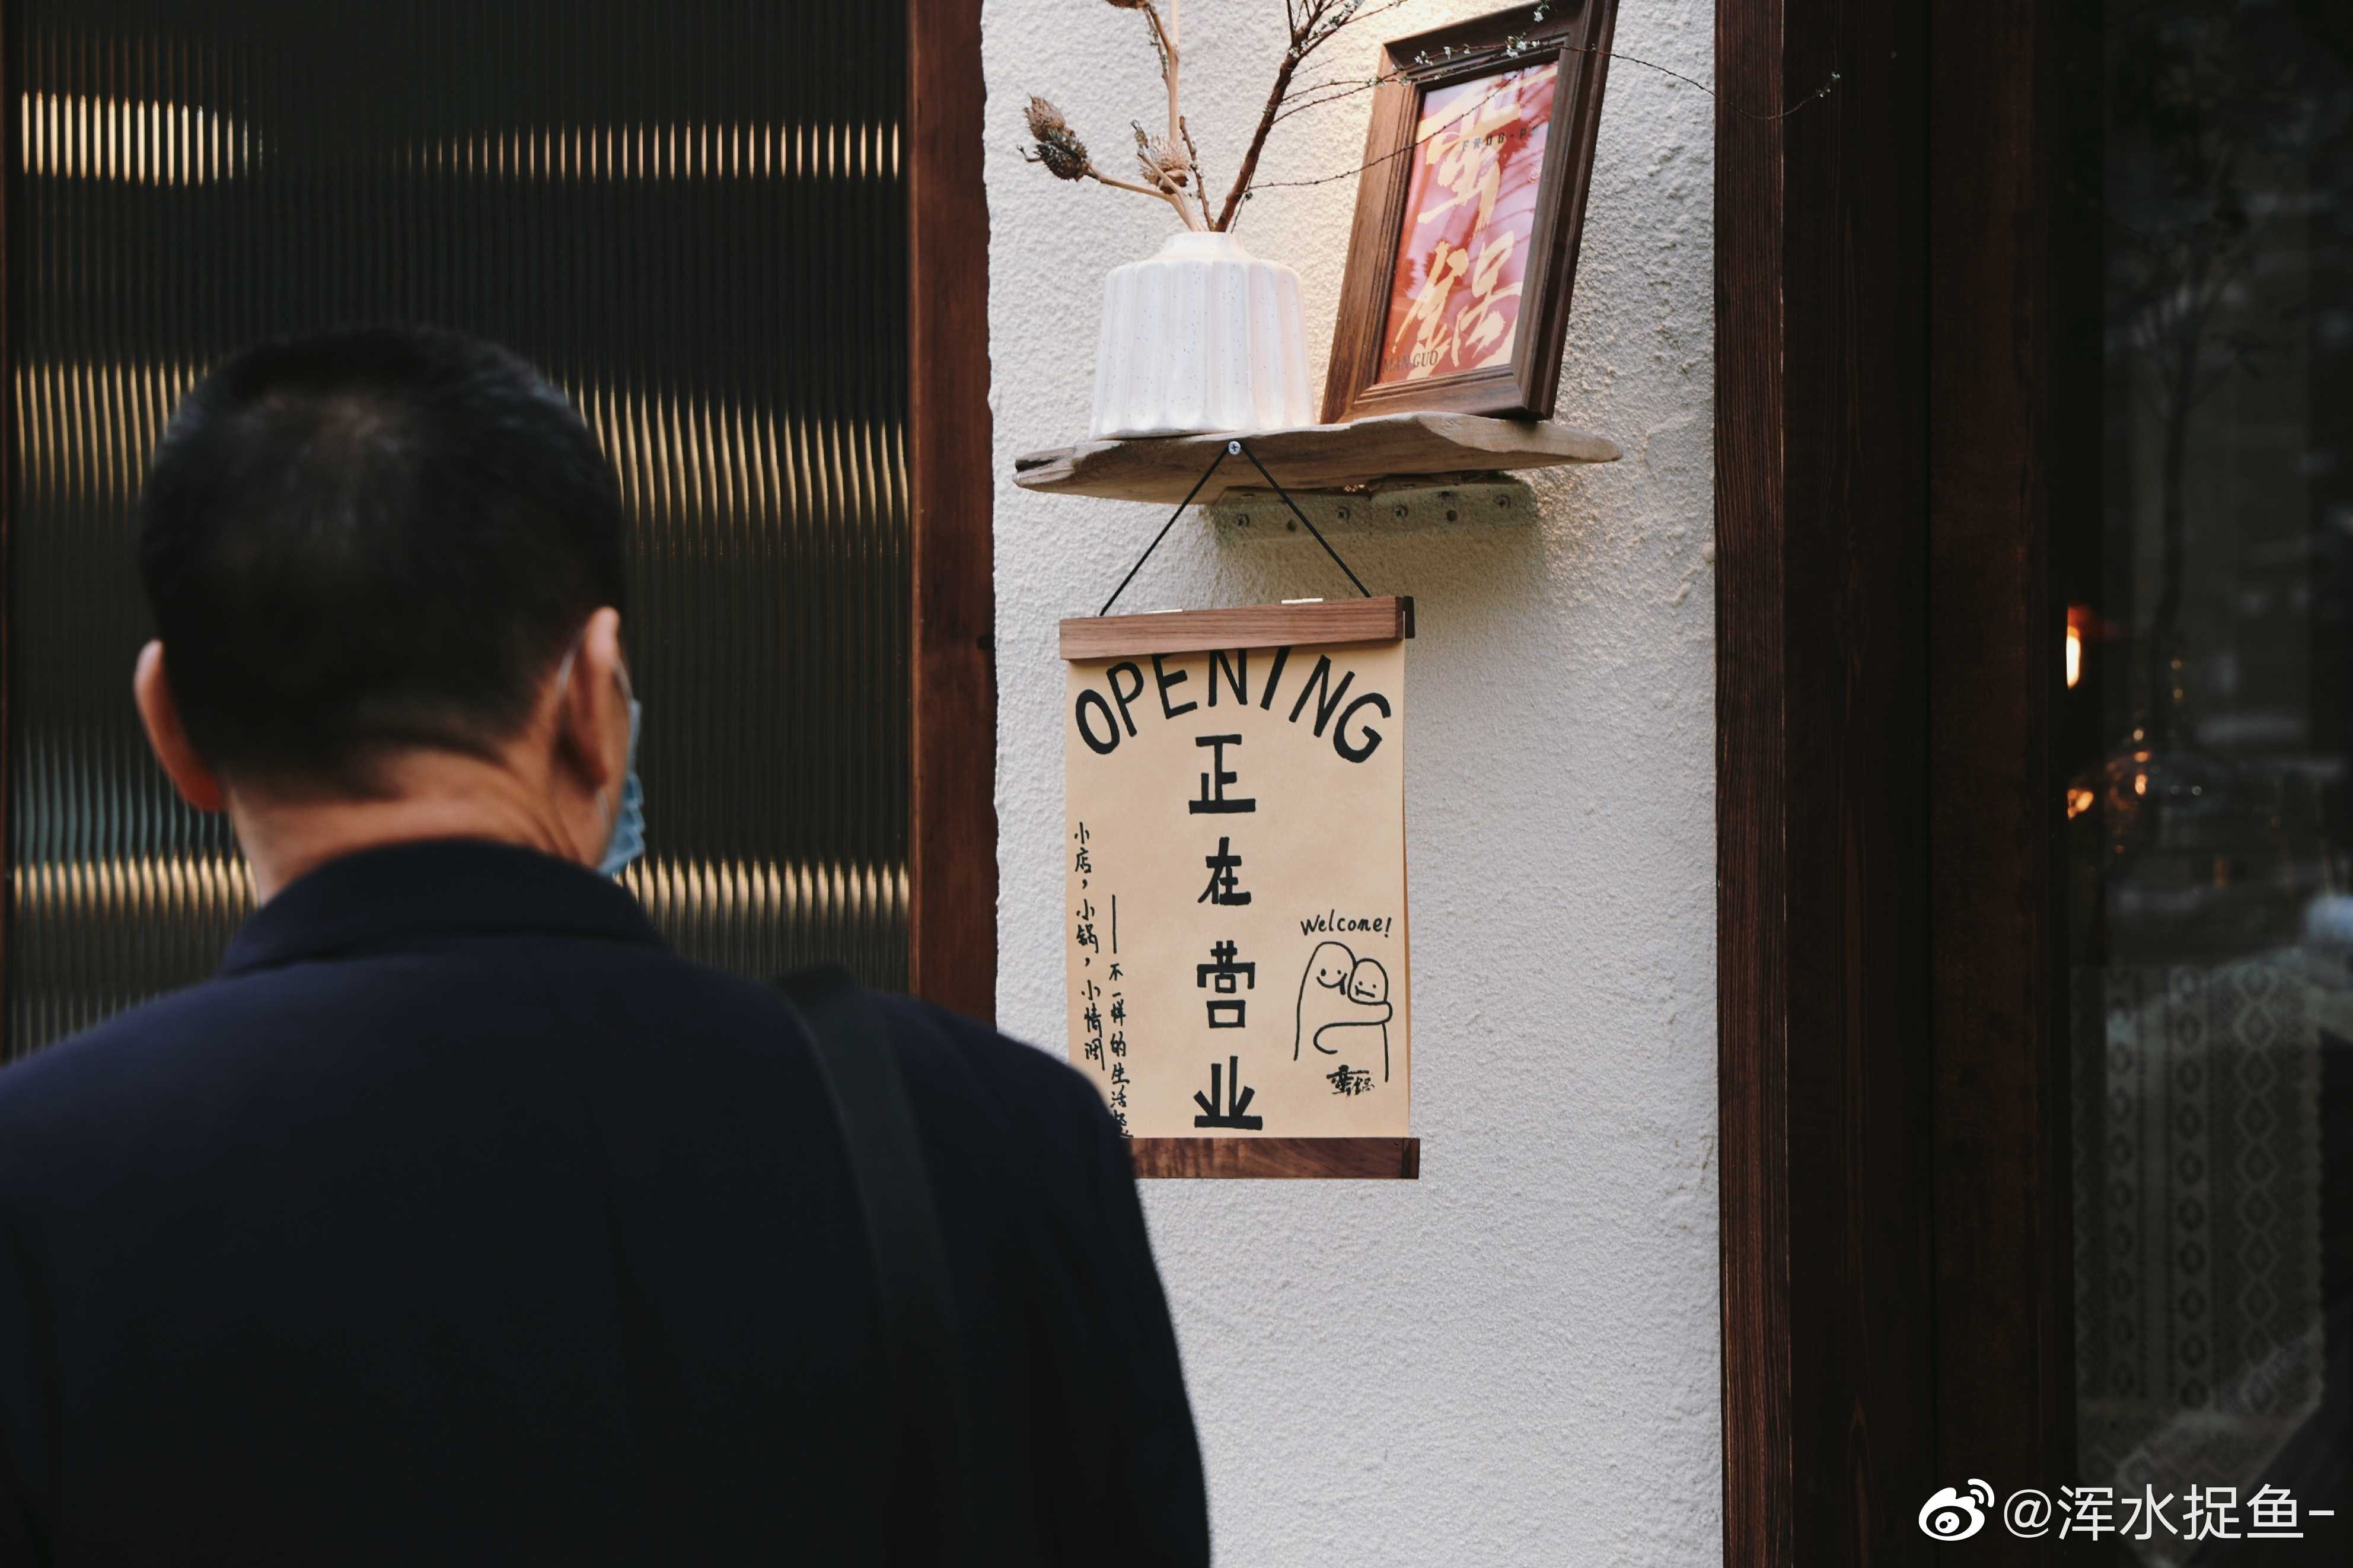 蛮锅
FROG-P
MANGUO
OPENING
正在营业
小店，小锅，小情调
——不一样的生活
Welcome!
蛮锅
@浑水捉鱼-